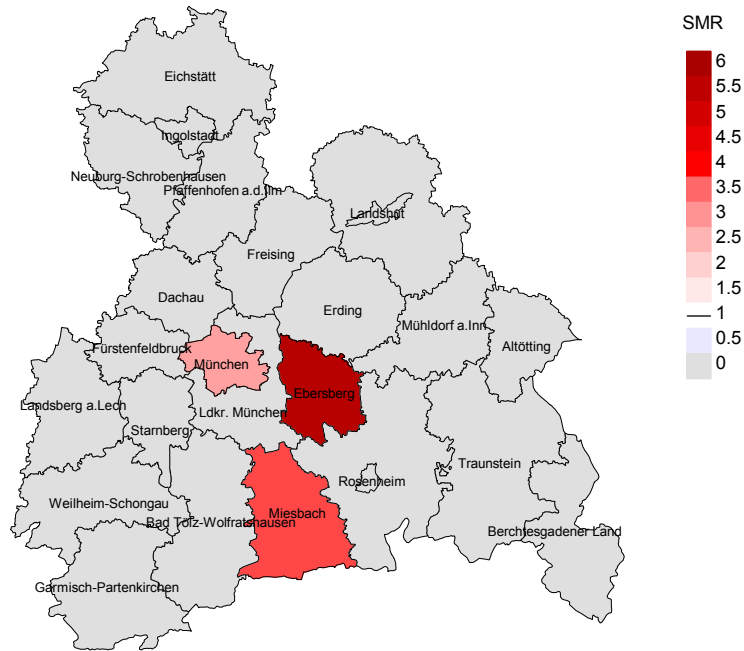 SMR
6
5.5
5
4.5
4
3.5
3
2.5
2
1.5
1
0.5
0
Eichstätt
Ingolstadt
Neuburg-Schrobenhausen
Pfaffenhofen a.d.Ilm
Landshut
Freising
Dachau
Erding
Mühldorf a.Inn
Altötting
Fürstenfeldbruck
München
Ebersberg
Landsberg a.Lech
Ldkr. München
Starnberg
Traunstein
Rosenheim
Weilheim-Schongau
Miesbach
Bad Tölz-Wolfratshausen
Berchtesgadener Land
Garmisch-Partenkirchen